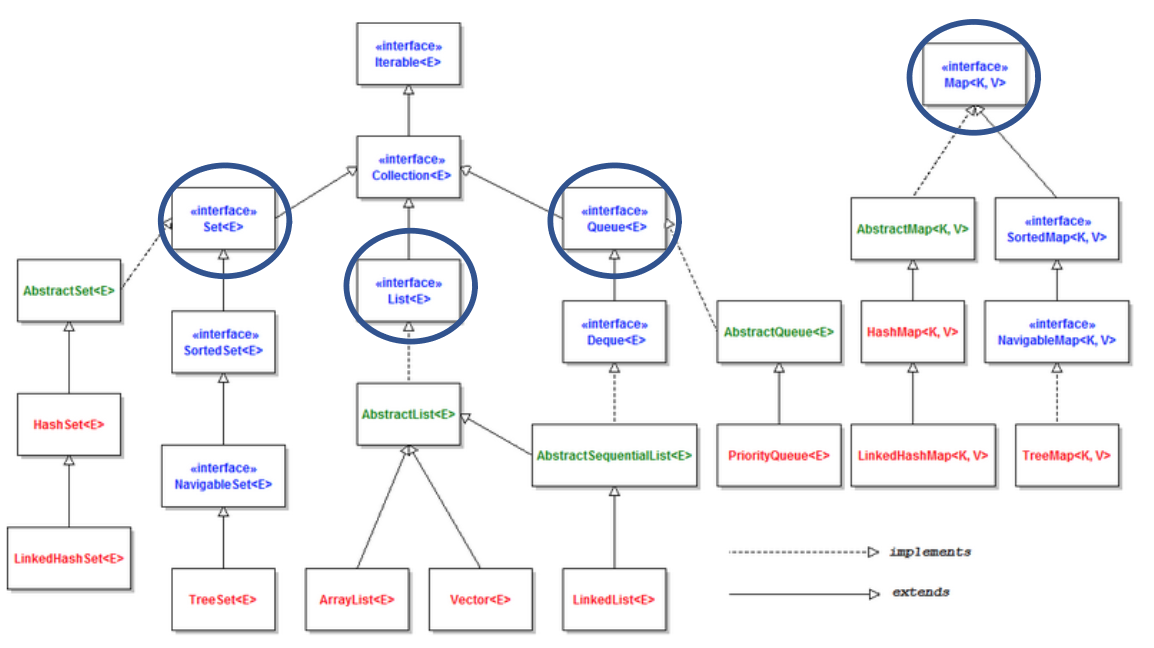 «interface»
Iterable<E>
«interface»
Map<K, V>
«interface»
Collection<E>
«interface»
Set<E>
«interface»
Queue<E>
AbstractMap<K, V>
«interface»
SortedMap<K, V>
AbstractSet<E>
«interface»
List<E>
«interface»
SortedSet<E>
«interface»
Deque<E>
AbstractQueue<E>
HashMap<K, V>
«interface»
NavigableMap<K, V>
HashSet<E>
AbstractList<E>
«interface»
NavigableSet<E>
AbstractSequentialList<E>
PriorityQueue<E>
LinkedHashMap<K, V>
TreeMap<K, V>
LinkedHashSet<E>
TreeSet<E>
ArrayList<E>
Vector<E>
LinkedList<E>
implements
extends